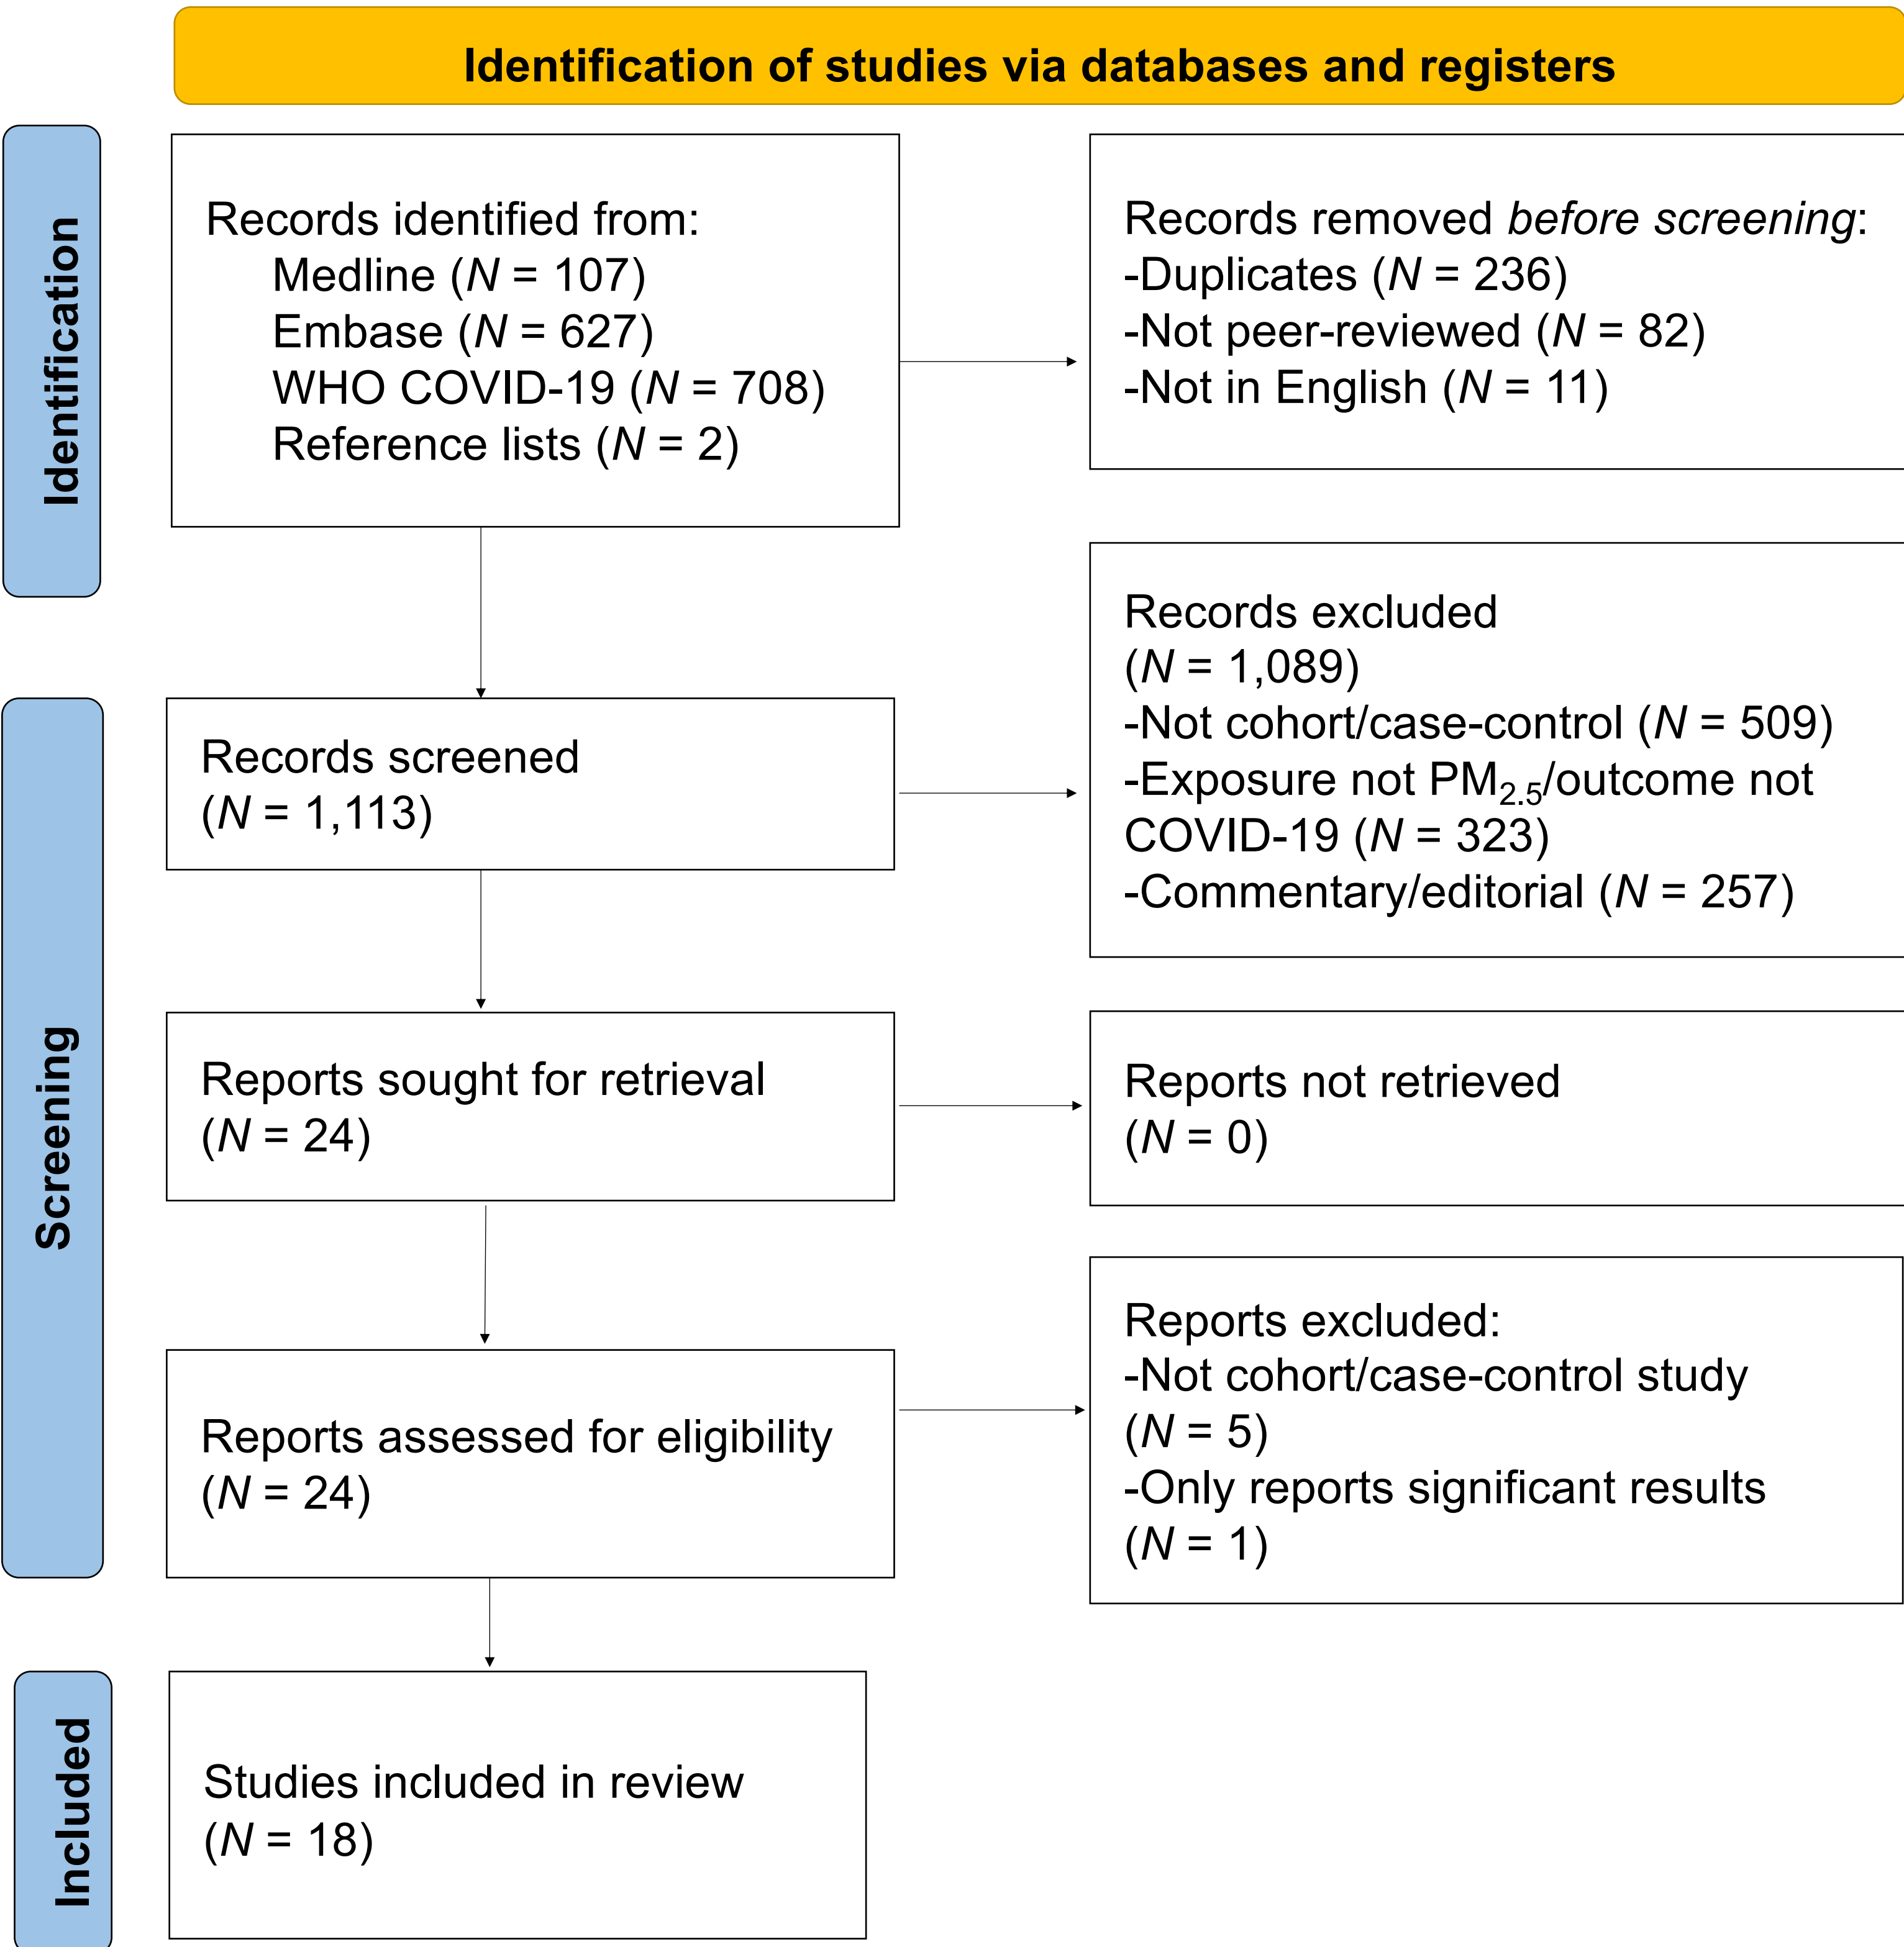 Identification of studies via databases and registers
Identification
Records identified from:
Medline (N = 107)
Embase (N = 627)
WHO COVID-19 (N = 708)
Reference lists (N = 2)
Records removed before screening:
-Duplicates (N = 236)
-Not peer-reviewed (N = 82)
-Not in English (N = 11)
Screening
Records screened
(N = 1,113)
Records excluded
(N = 1,089)
-Not cohort/case-control (N = 509)
-Exposure not PM2.5/outcome not
COVID-19 (N = 323)
-Commentary/editorial (N = 257)
Reports sought for retrieval
(N = 24)
Reports not retrieved
(N = 0)
Reports assessed for eligibility
(N = 24)
Reports excluded:
-Not cohort/case-control study
(N = 5)
-Only reports significant results
(N = 1)
Included
Studies included in review
(N = 18)